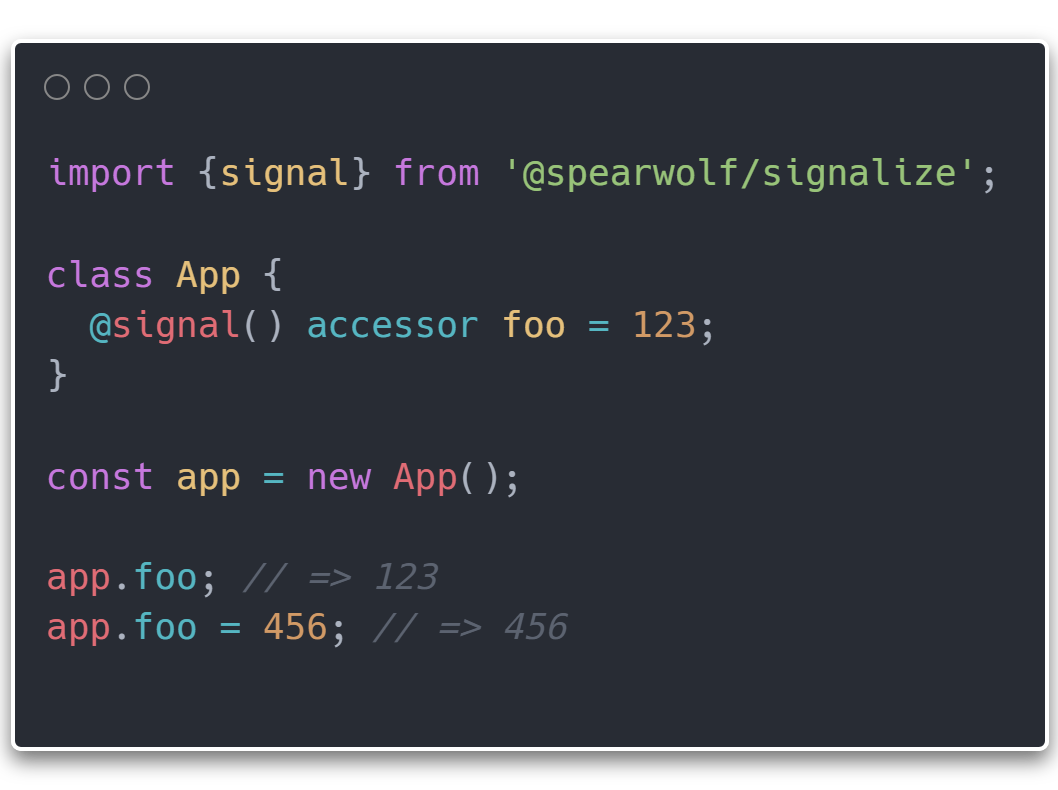 import {signal} from '@spearwolf/signalize';
class App {
  @signal() accessor foo = 123;
}
const app = new App();
app.foo; // => 123
app.foo = 456; // => 456